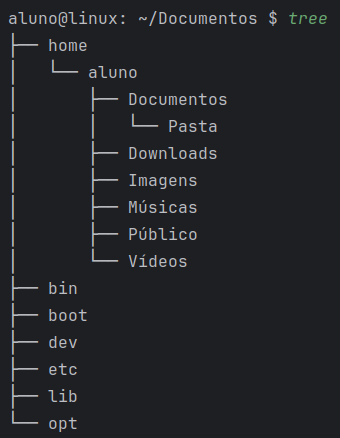 aluno@linux: ~/Documentos $ tree
├── home
│   └── aluno
│       ├── Documentos
│       │   └── Pasta
│       ├── Downloads
│       ├── Imagens
│       ├── Músicas
│       ├── Público
│       └── Vídeos
├── bin
├── boot
├── dev
├── etc
├── lib
└── opt